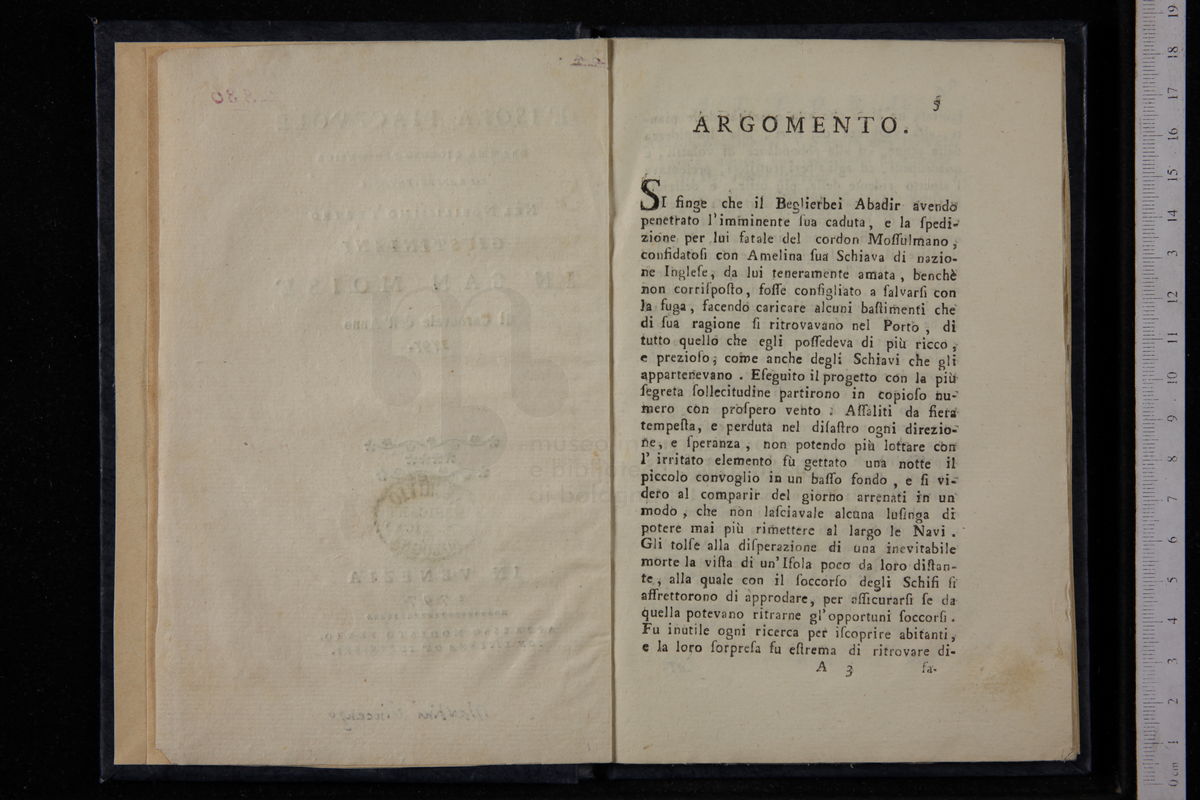 3
ARGOMENTO.
SI finge che il Beglierbei Abadir avendo
penetrato l'imminente ſua caduta, e la ſpedi-
zione per lui fatale del cordon Moſſulmano,
confidatoſi con Amelina ſua Schiava di nazio-
ne Ingleſe, da lui teneramente amata, benchè
non corriſpoſto, foſſe conſigliato a ſalvarſi con
la fuga, facendo caricare alcuni baſtimenti che
di ſua ragione ſi ritrovavano nel Porto, di
tutto quello che egli poſſedeva di più ricco,
e prezioſo; come anche degli Schiavi che gli
appartenevano. Eſeguito il progetto con la più
ſegreta ſollecitudine partirono in copioſo nu-
mero con proſpero vento. Aſſaliti da fiera
tempeſta, e perduta nel diſaſtro ogni direzio-
ne, e ſperanza, non potendo più lottare con
l' irritato elemento fù gettato una notte il
piccolo convoglio in un baſſo fondo, e ſi vi-
dero al comparir del giorno arrenati in un
modo, che non laſciavale alcuna luſinga di
potere mai più rimettere al largo le Navi.
Gli tolſe alla diſperazione di una inevitabile
morte la viſta di un'Iſola poco da loro diſtan-
te, alla quale con il ſoccorſo degli Schifi ſi
affrettorono di approdare, per aſſicurarſi ſe da
quella potevano ritrarne gl'opportuni ſoccorſi.
Fu inutile ogni ricerca per iſcoprire abitanti,
e la loro ſorpreſa fu eſtrema di ritrovare di-
A 3 ſa-